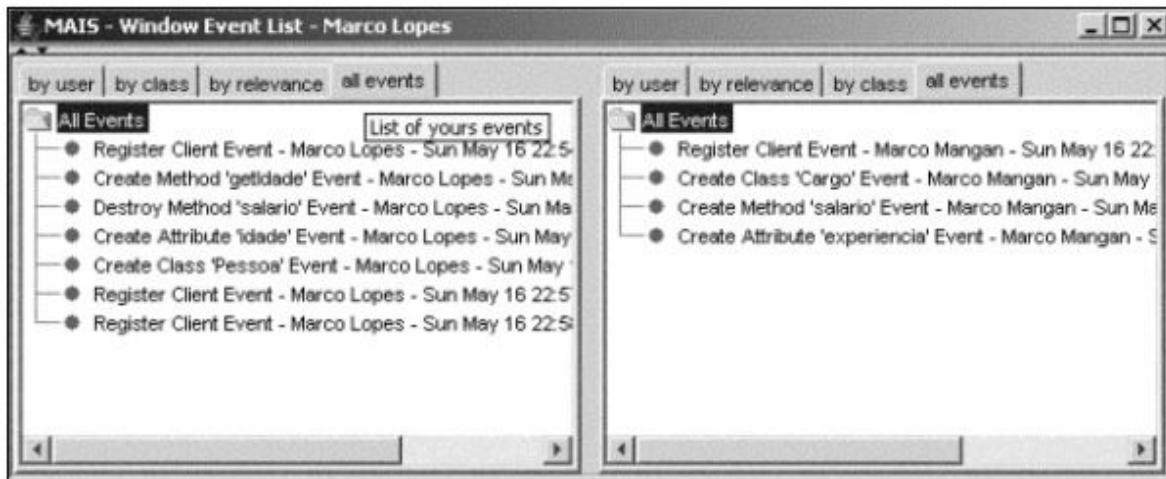 MAIS - Window Event List - Marco Lopes
by user by class by relevance all events
All Events
List of yours events
Register Client Event - Marco Lopes - Sun May 16 22:5
Create Method 'getIdade' Event - Marco Lopes - Sun
Destroy Method 'salario' Event - Marco Lopes - Sun Ma
Create Attribute 'idade' Event - Marco Lopes - Sun May
Create Class 'Pessoa' Event - Marco Lopes - Sun May
Register Client Event - Marco Lopes - Sun May 16 22:5
Register Client Event - Marco Lopes - Sun May 16 22:5
by user by relevance by class all events
All Events
Register Client Event - Marco Mangan - Sun May 16 22:
Create Class 'Cargo' Event - Marco Mangan - Sun May
Create Method 'salario' Event - Marco Mangan - Sun Ma
Create Attribute 'experiencia' Event - Marco Mangan -